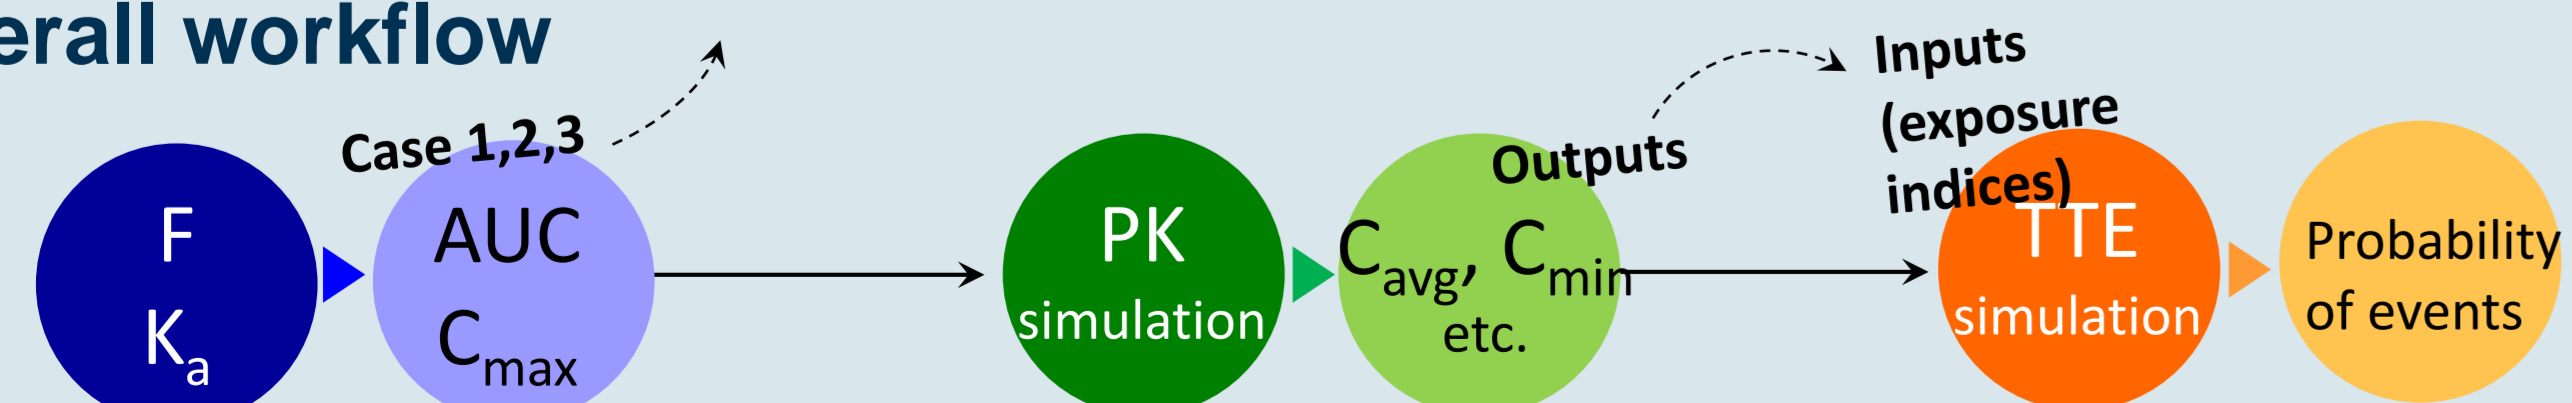 erall workflow
Case 1,2,3
F
Ka
AUC
Cmax
PK
simulation
Outputs
Cavg, Cmin
etc.
Inputs
(exposure
indices)
TTE
simulation
Probability
of events